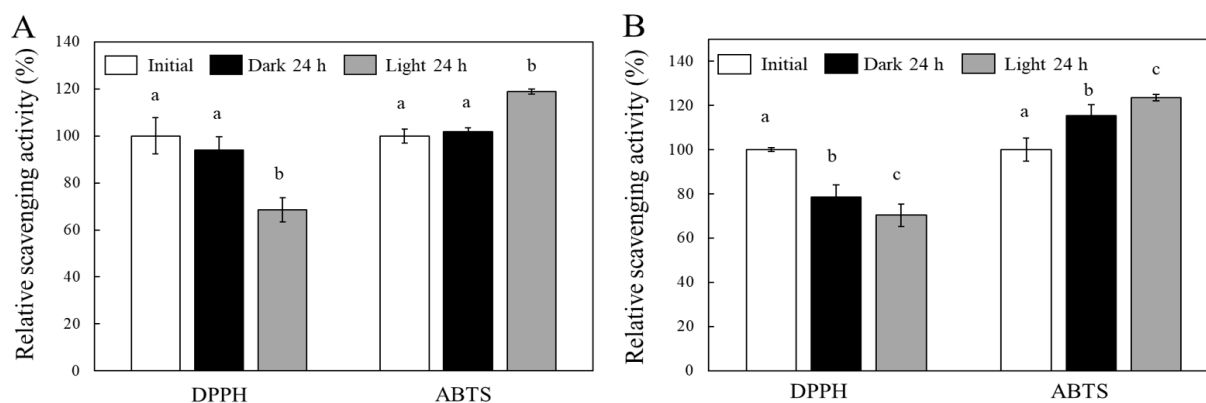 A
Relative scavenging activity (%)
140
120
100
80
60
40
20
0
Initial Dark 24 h Light 24 h
a a b a a b
DPPH ABTS
B
Relative scavenging activity (%)
140
120
100
80
60
40
20
0
Initial Dark 24 h Light 24 h
a b c a b c
DPPH ABTS